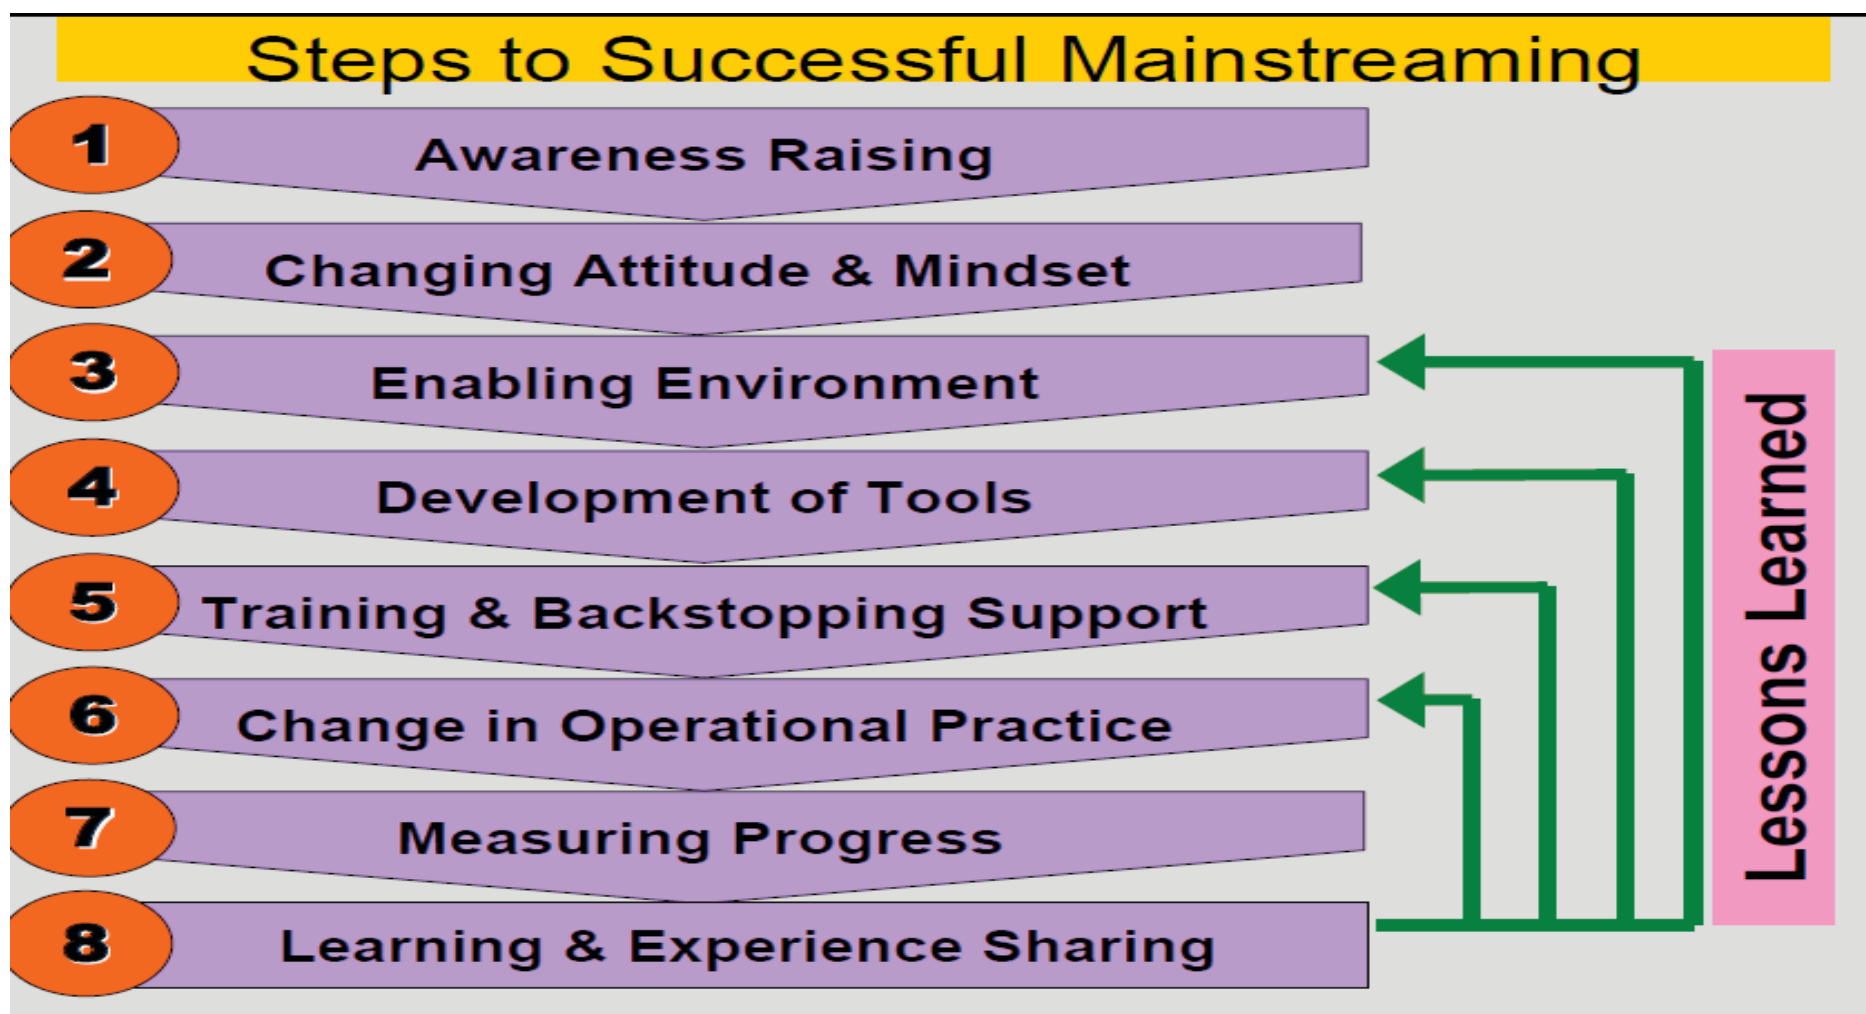 Steps to Successful Mainstreaming
1
Awareness Raising
2
Changing Attitude & Mindset
3
Enabling Environment
4
Development of Tools
5
Training & Backstopping Support
6
Change in Operational Practice
7
Measuring Progress
8
Learning & Experience Sharing
Lessons Learned